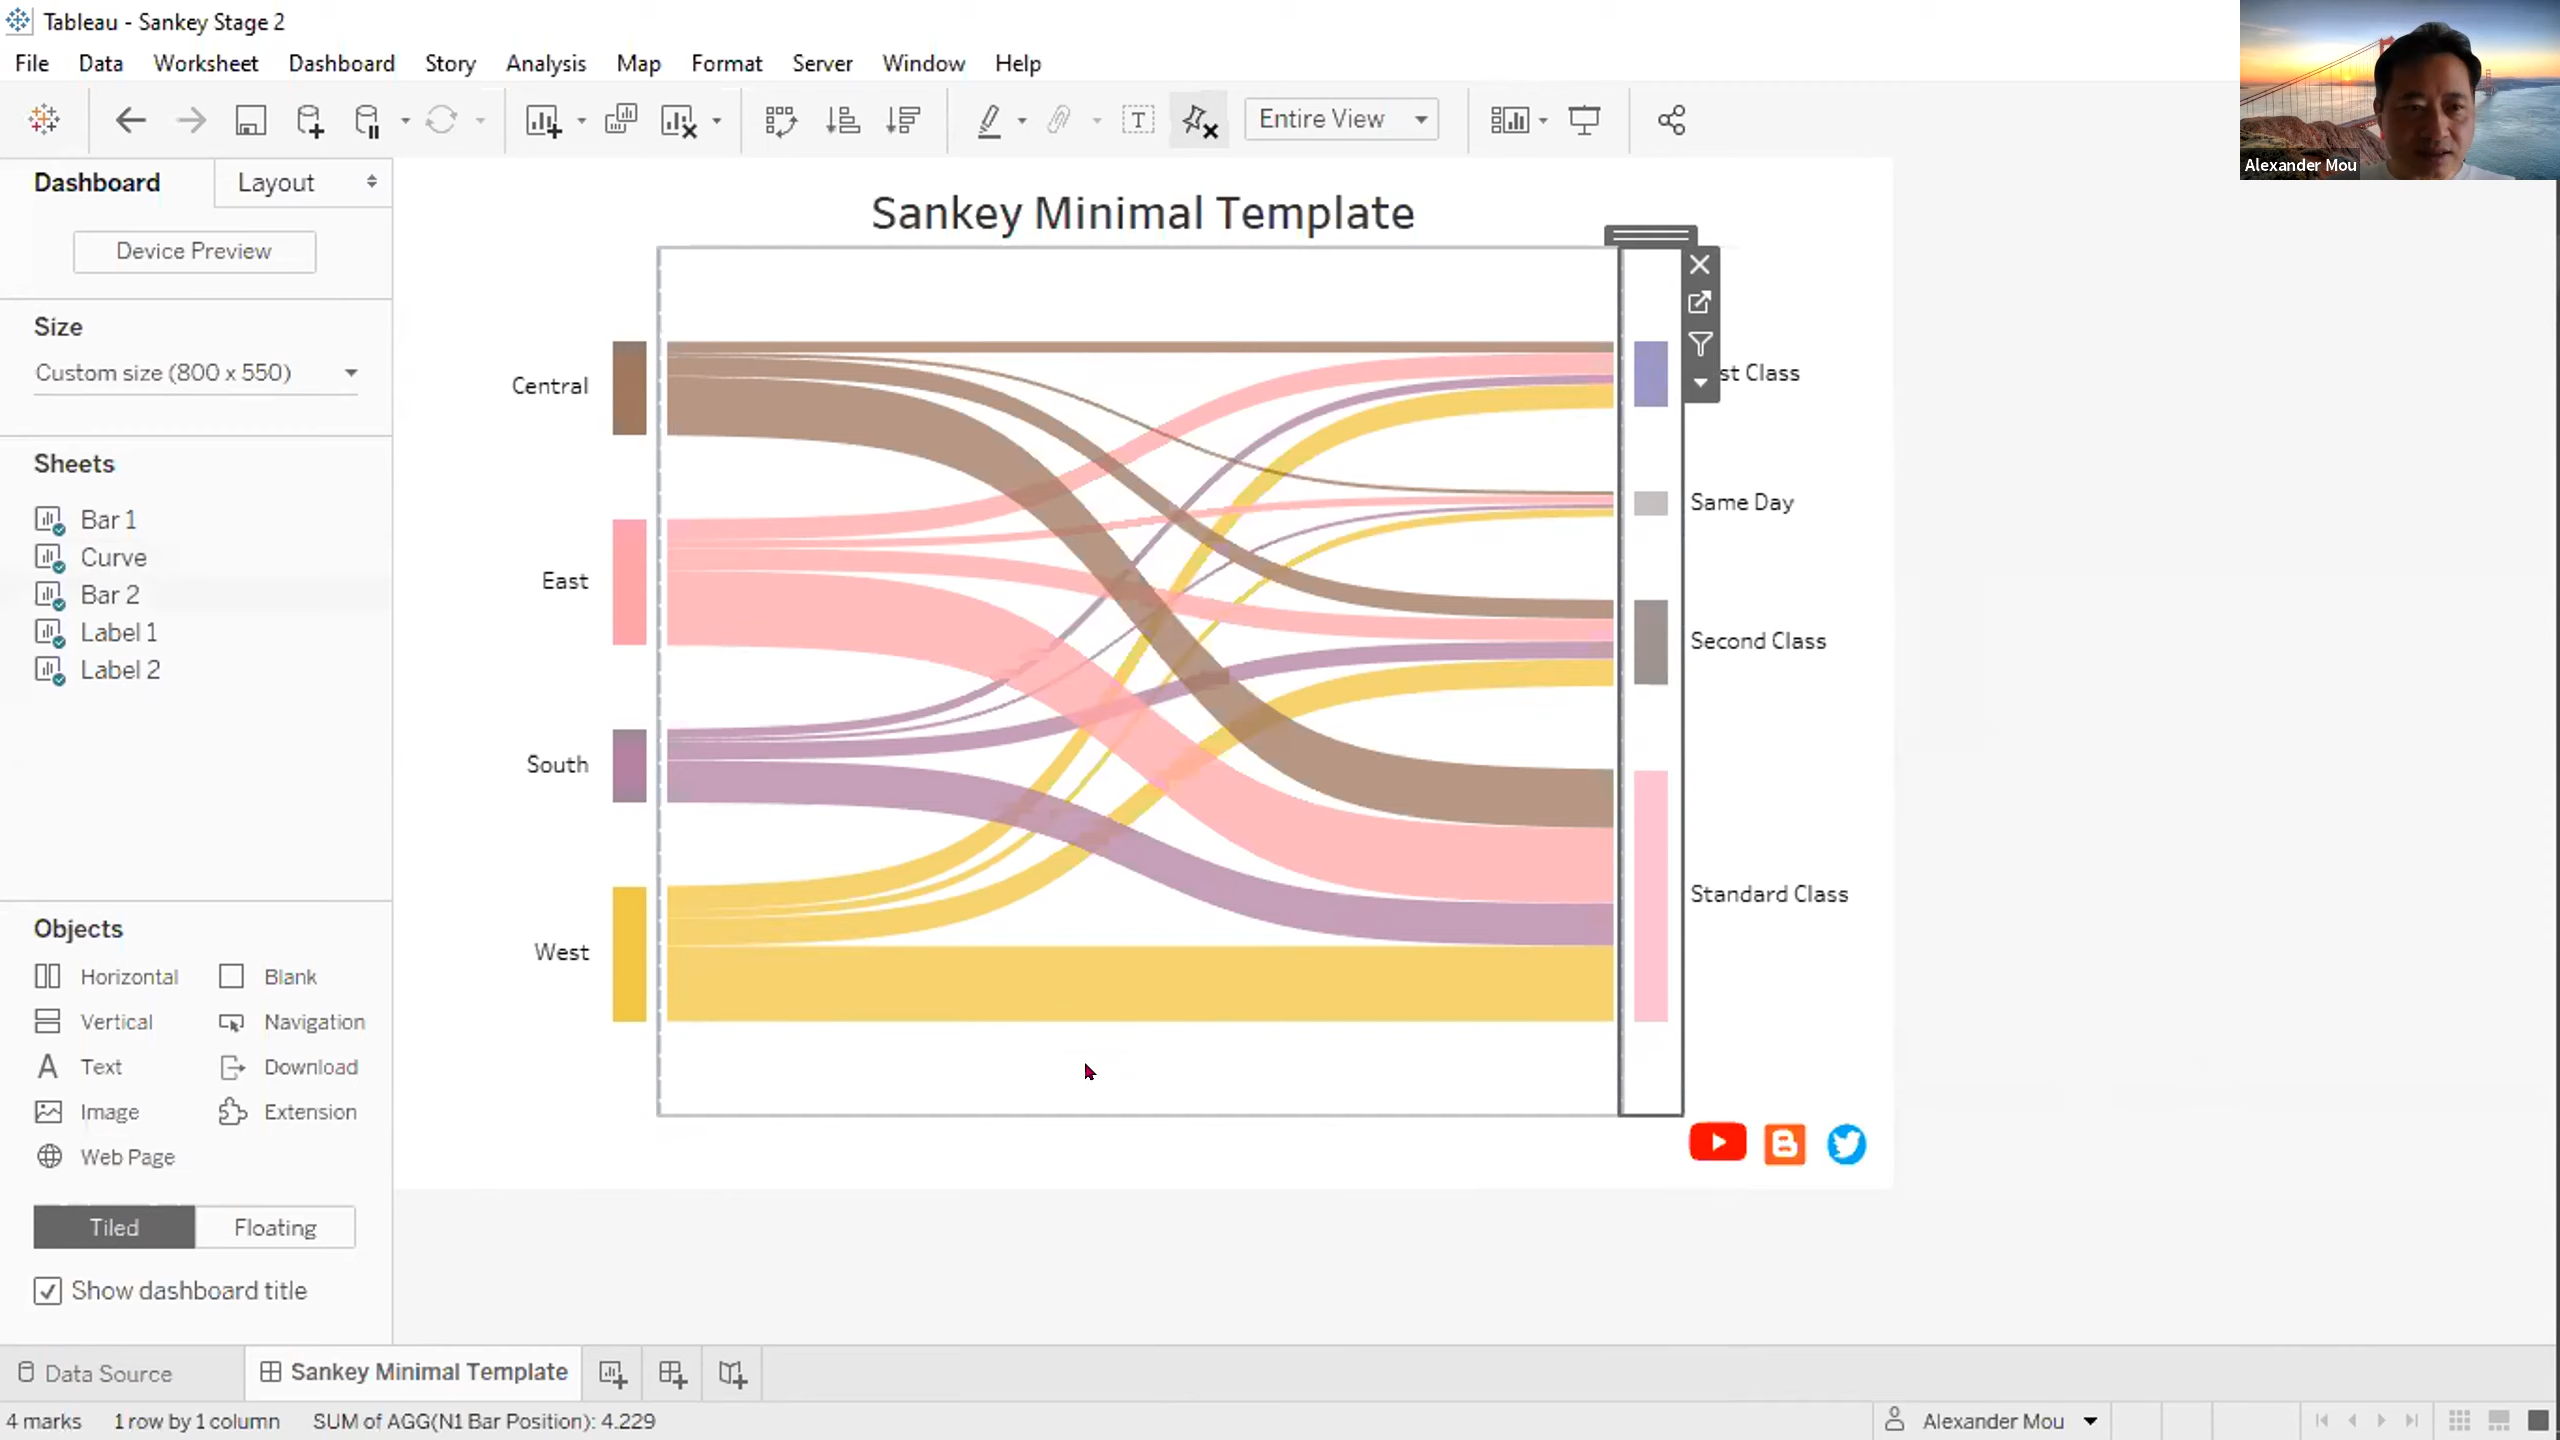 Tableau - Sankey Stage 2
File Data Worksheet Dashboard Story Analysis Map Format Server Window Help
Entire View
Alexander Mou
Dashboard Layout
Device Preview
Size
Custom size (800 x 550)
Sheets
Bar 1
Curve
Bar 2
Label 1
Label 2
Objects
Horizontal Blank
Vertical Navigation
Text Download
Image Extension
Web Page
Tiled Floating
Show dashboard title
Sankey Minimal Template
Central
East
South
West
st Class
Same Day
Second Class
Standard Class
Data Source Sankey Minimal Template
4 marks 1 row by 1 column SUM of AGG(N1 Bar Position): 4.229 Alexander Mou